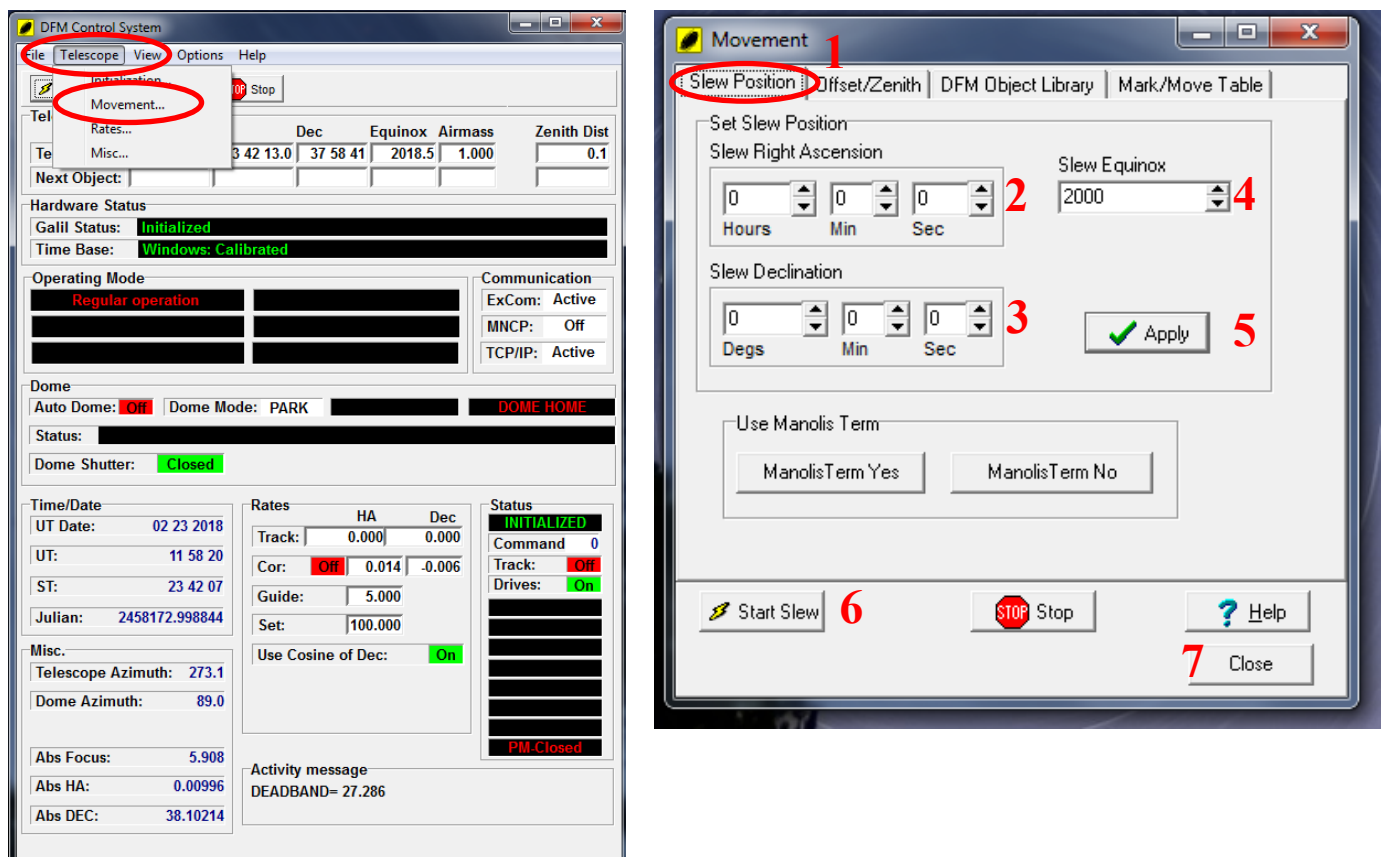 DFM Control System
File Telescope View Options Help
Initialization...
Movement...
Rates...
Misc...
Stop
Dec Equinox Airmass Zenith Dist
3 42 13.0 37 58 41 2018.5 1.000 0.1
Next Object:
Hardware Status
Galil Status: Initialized
Time Base: Windows: Calibrated
Operating Mode
Regular operation
Communication
ExCom: Active
MNCP: Off
TCP/IP: Active
Dome
Auto Dome: Off Dome Mode: PARK DOME HOME
Status:
Dome Shutter: Closed
Time/Date
UT Date: 02 23 2018
UT: 11 58 20
ST: 23 42 07
Julian: 2458172.998844
Rates
HA Dec
Track: 0.000 0.000
Cor: Off 0.014 -0.006
Guide: 5.000
Set: 100.000
Use Cosine of Dec: On
Status
INITIALIZED
Command 0
Track: Off
Drives: On
PM-Closed
Misc.
Telescope Azimuth: 273.1
Dome Azimuth: 89.0
Abs Focus: 5.908
Abs HA: 0.00996
Abs DEC: 38.10214
Activity message
DEADBAND= 27.286
Movement 1
Slew Position Offset/Zenith DFM Object Library Mark/Move Table
Set Slew Position
Slew Right Ascension
0 0 0 2
Hours Min Sec
Slew Equinox
2000 4
Slew Declination
0 0 0 3
Degs Min Sec
Apply 5
Use Manolis Term
ManolisTerm Yes ManolisTerm No
Start Slew 6 STOP Stop Help
7 Close